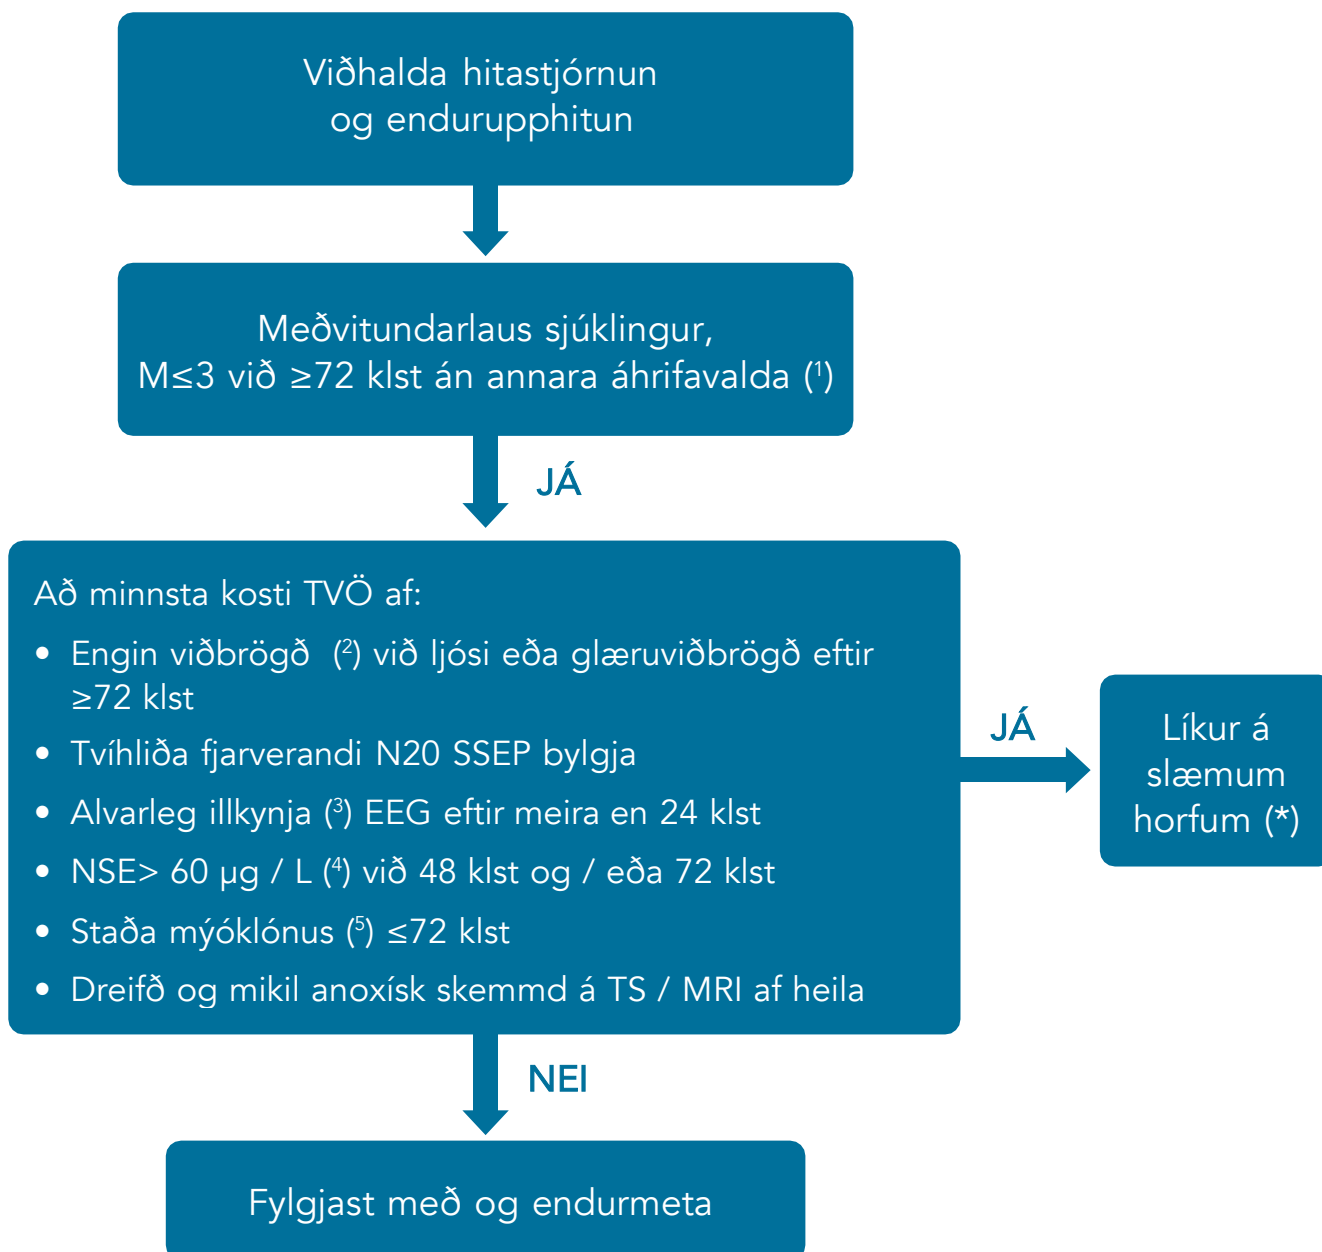 Viðhalda hitastjórnun
og endurupphitun
Meðvitundarlaus sjúklingur,
M≤3 við ≥72 klst án annara áhrifavalda (¹)
JÁ
Að minnsta kosti TVÖ af:
• Engin viðbrögð (²) við ljósi eða glæruviðbrögð eftir
≥72 klst
• Tvíhliða fjarverandi N20 SSEP bylgja
• Alvarleg illkynja (³) EEG eftir meira en 24 klst
• NSE> 60 μg / L (⁴) við 48 klst og / eða 72 klst
• Staða mýóklónus (⁵) ≤72 klst
• Dreifð og mikil anoxísk skemmd á TS / MRI af heila
JÁ
Líkur á
slæmum
horfum (*)
NEI
Fylgjast með og endurmeta